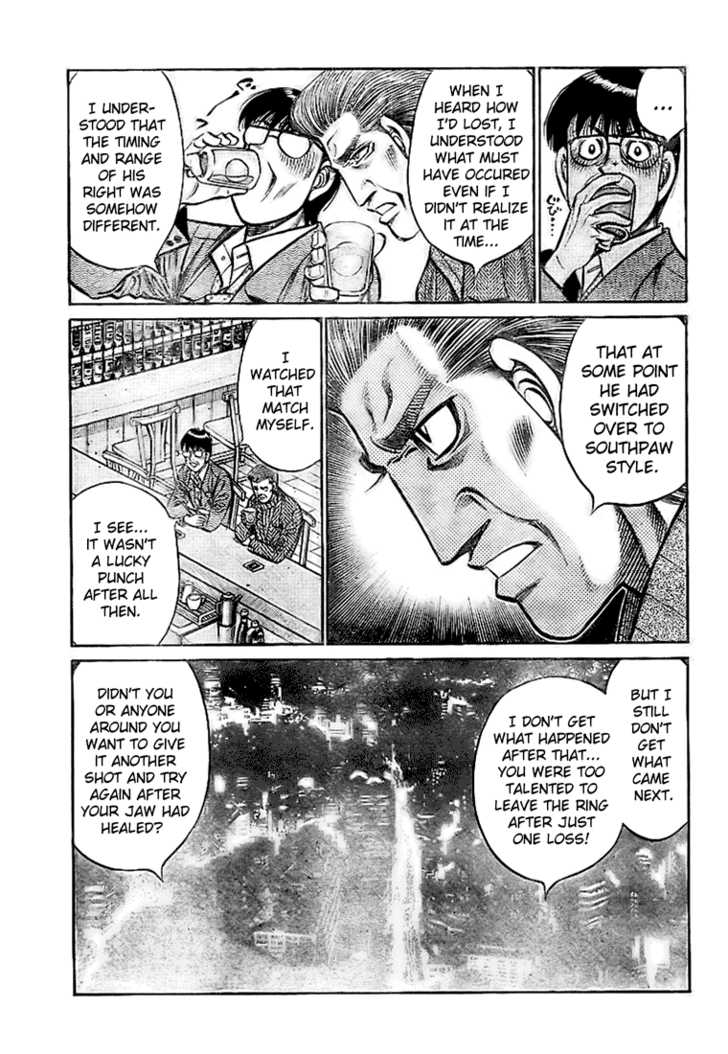 ...
WHEN I
HEARD HOW
I'D LOST, I
UNDERSTOOD
WHAT MUST
HAVE OCCURED
EVEN IF I
DIDN'T REALIZE
IT AT THE
TIME...
I UNDER-
STOOD THAT
THE TIMING
AND RANGE
OF HIS
RIGHT WAS
SOMEHOW
DIFFERENT.
THAT AT
SOME POINT
HE HAD
SWITCHED
OVER TO
SOUTHPAW
STYLE.
I
WATCHED
THAT
MATCH
MYSELF.
I SEE...
IT WASN'T
A LUCKY
PUNCH
AFTER ALL
THEN.
BUT I
STILL
DON'T
GET
WHAT
CAME
NEXT.
I DON'T GET
WHAT HAPPENED
AFTER THAT...
YOU WERE TOO
TALENTED TO
LEAVE THE RING
AFTER JUST
ONE LOSS!
DIDN'T YOU
OR ANYONE
AROUND YOU
WANT TO GIVE
IT ANOTHER
SHOT AND TRY
AGAIN AFTER
YOUR JAW HAD
HEALED?